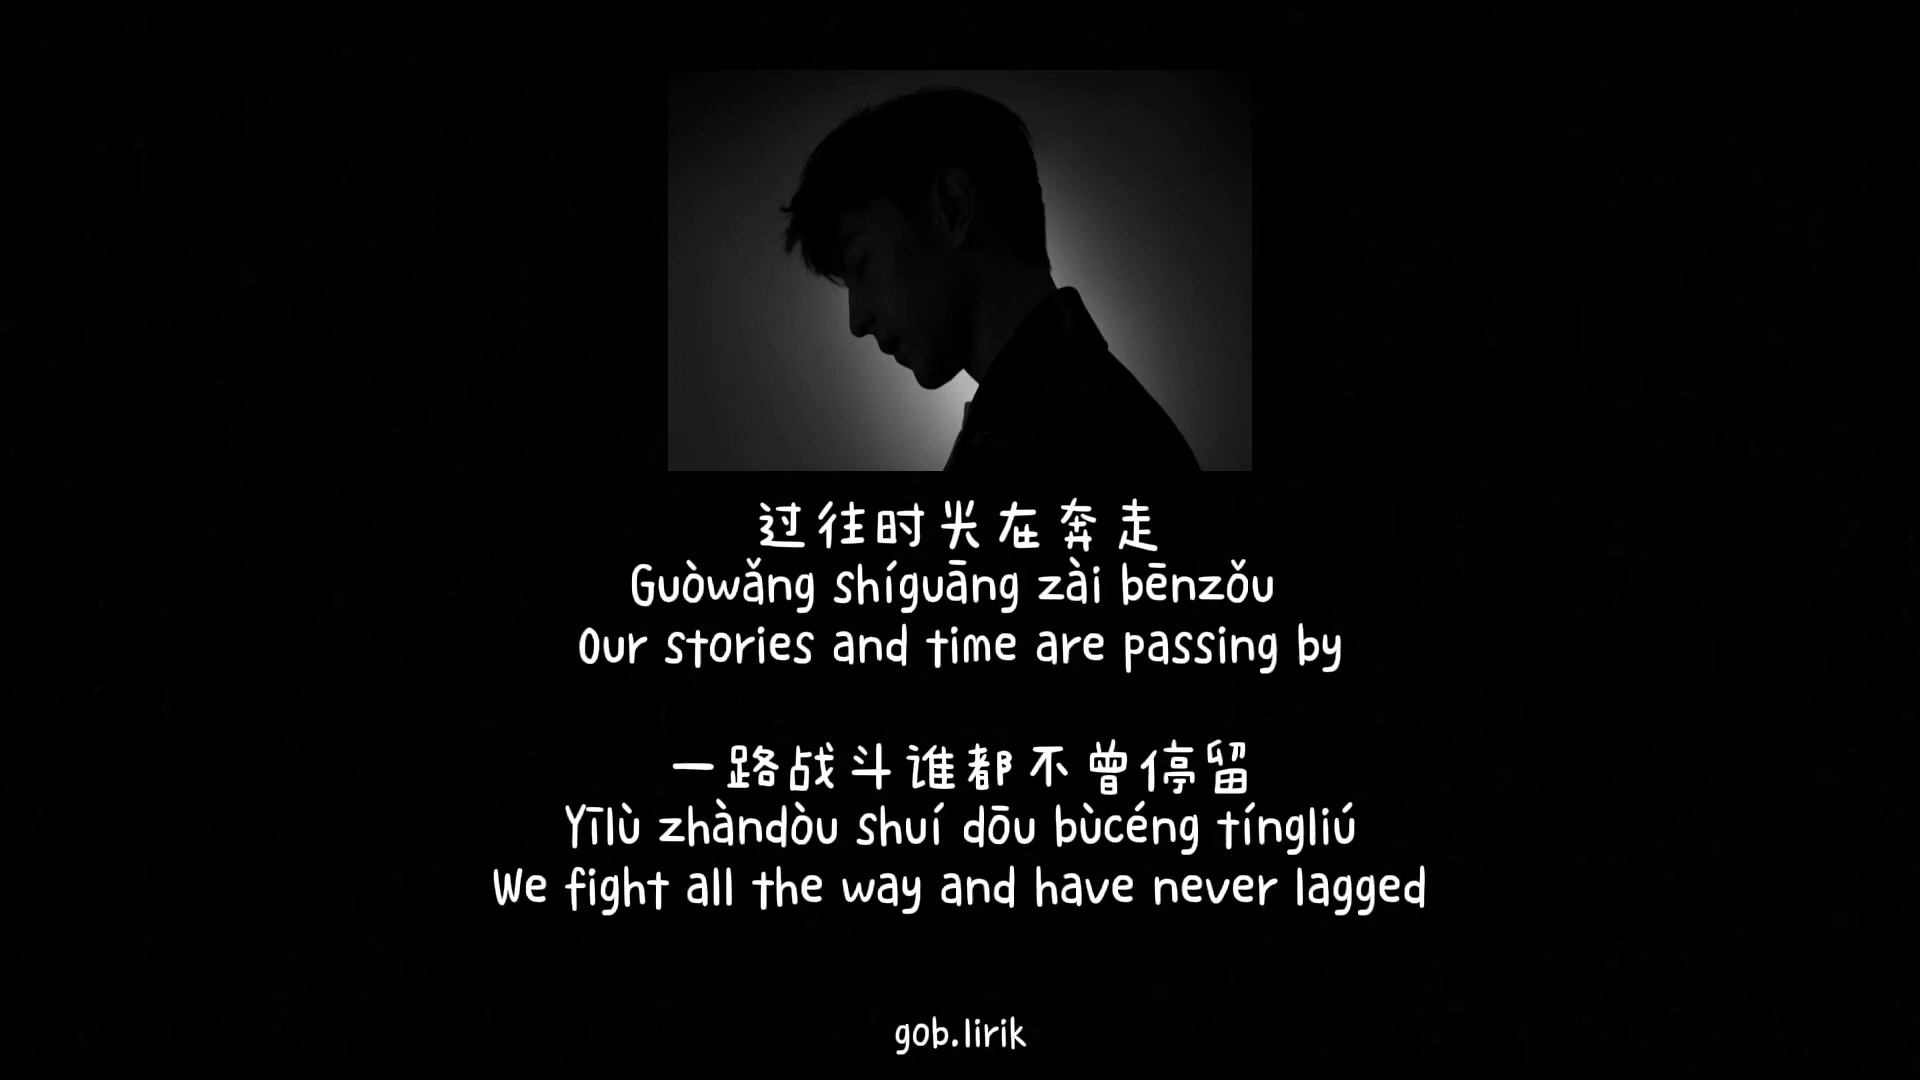 过往时光在奔走
Guòwǎng shíguāng zài bēnzǒu
Our stories and time are passing by
一路战斗谁都不曾停留
Yīlù zhàndòu shuí dōu bùcéng tíngliú
We fight all the way and have never lagged
gob.lirik